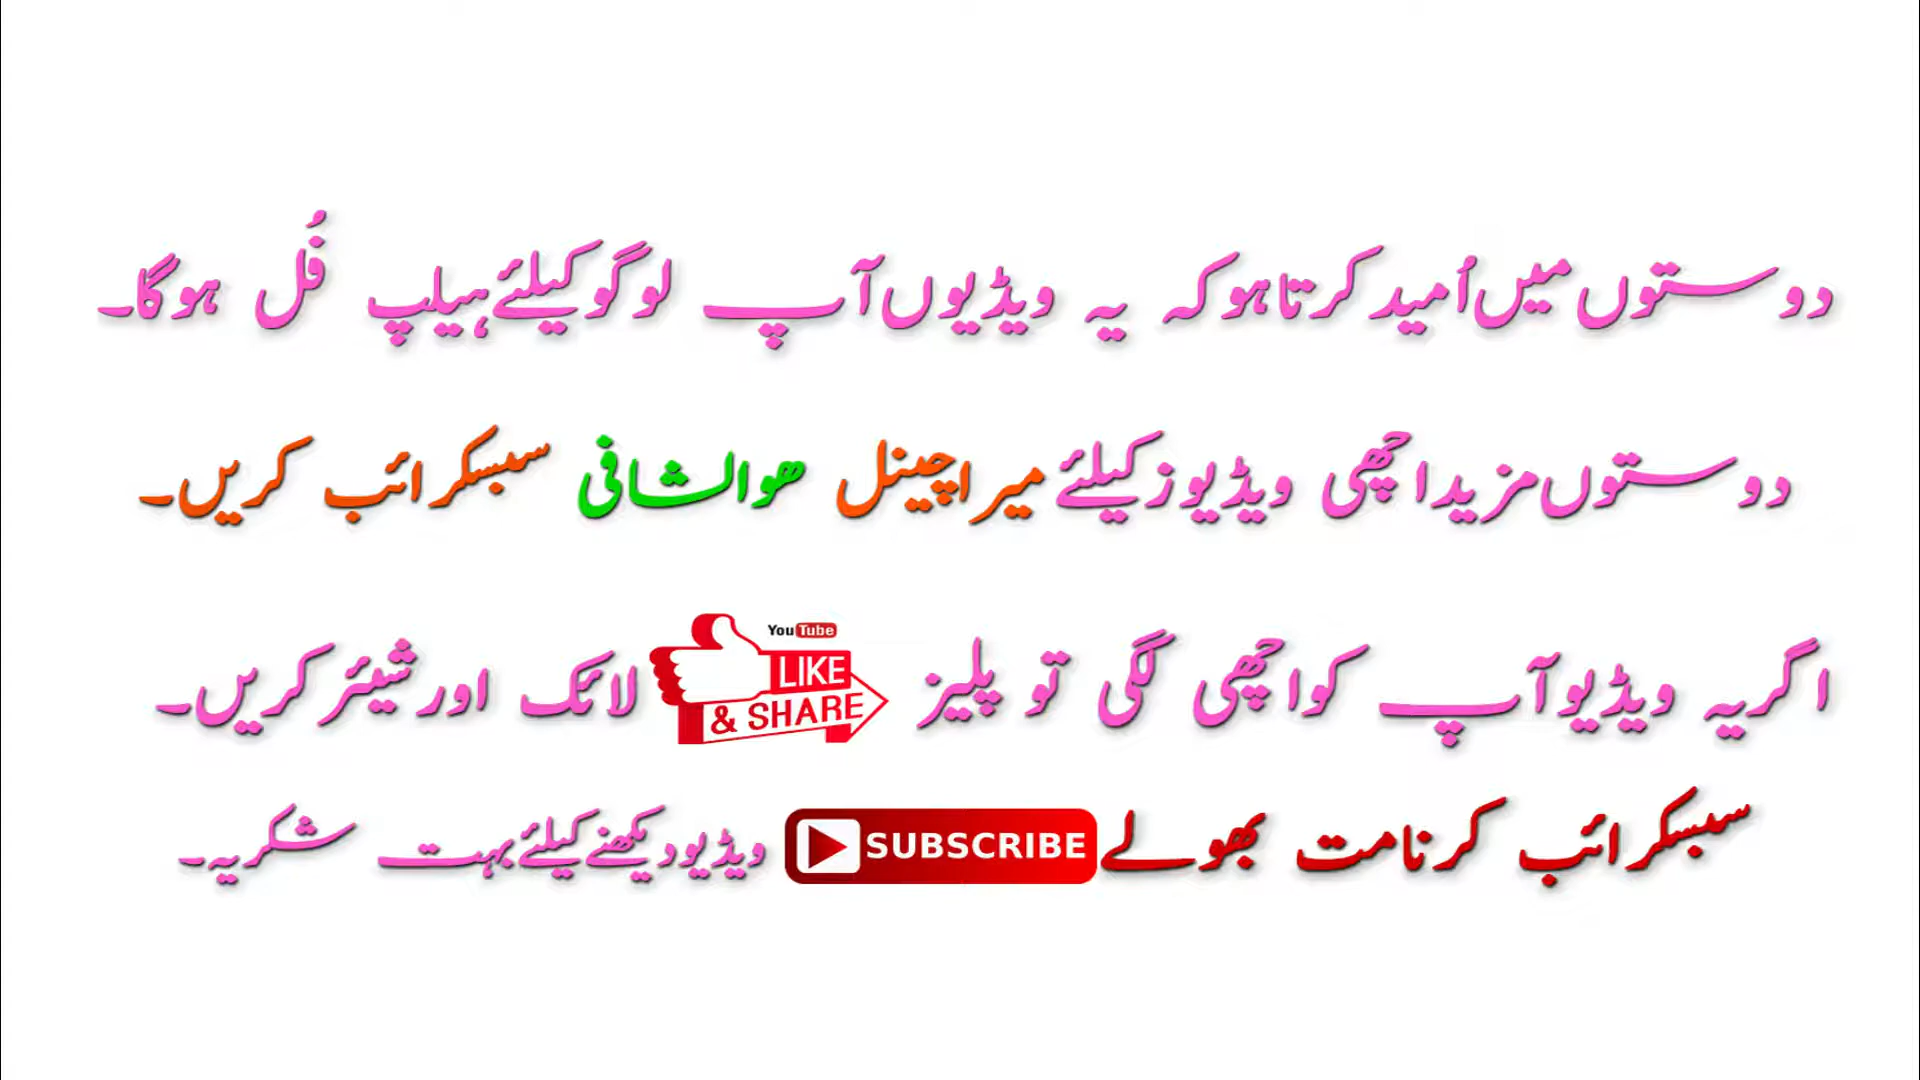 دوستوں میں اُمید کرتا ہو کہ یہ ویڈیوں آپ لوگو کیلئے ہیلپ فُل ہوگا۔
دوستوں مزید اچھی ویڈیوز کیلئے میرا چینل ھوالشافی سبسکرائب کریں۔
اگر یہ ویڈیو آپ کو اچھی لگی تو پلیز YouTube LIKE & SHARE لائک اور شیئر کریں۔
سبسکرائب کرنا مت بھولے SUBSCRIBE ویڈیو دیکھنے کیلئے بہت شکریہ۔